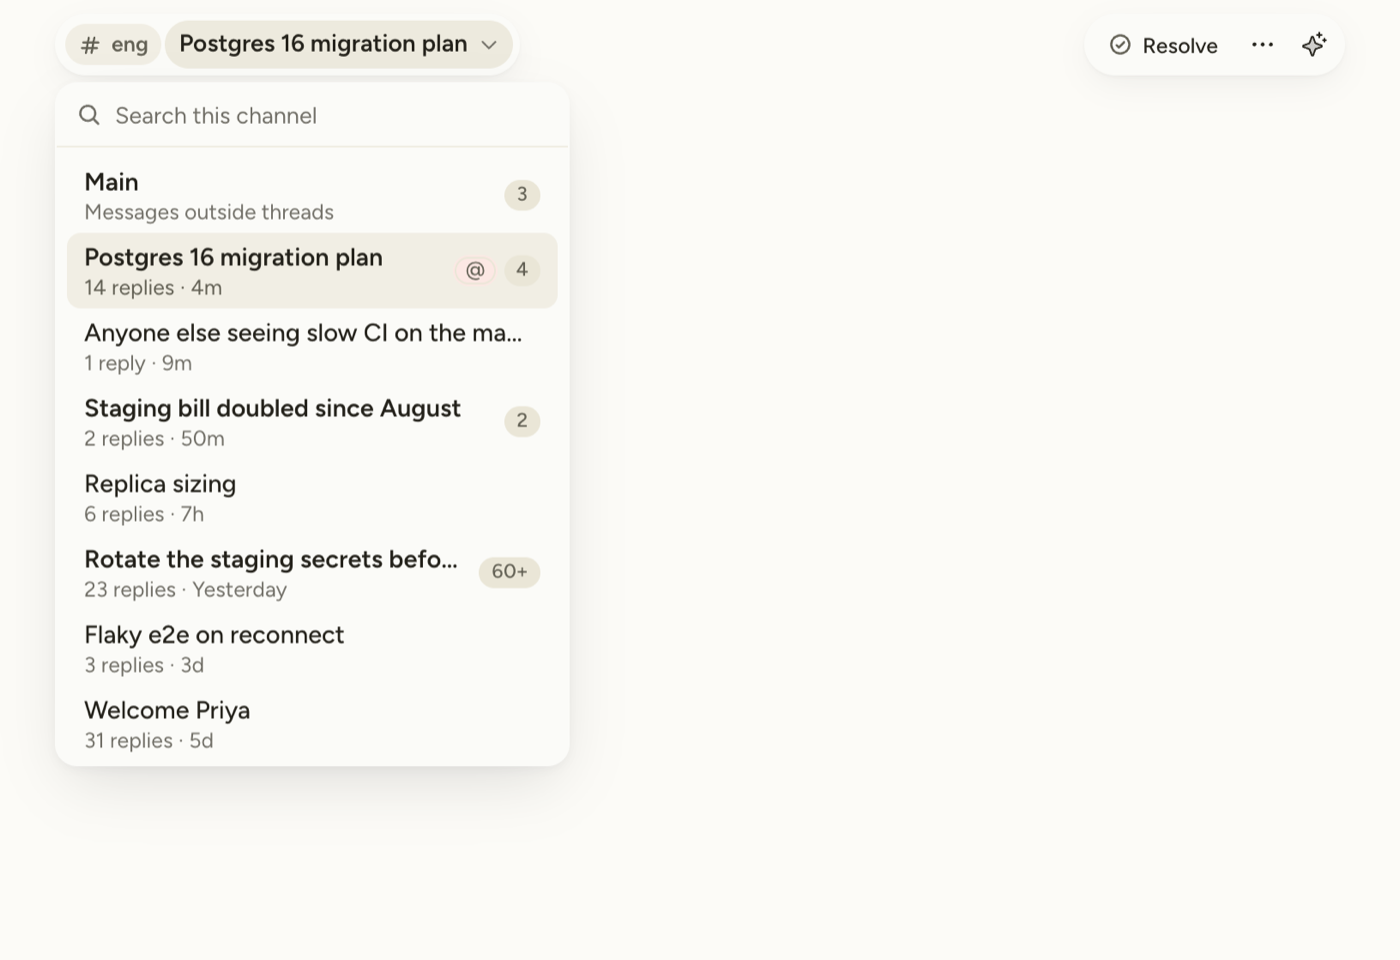 # eng Postgres 16 migration plan
Resolve ...
Search this channel
Main
Messages outside threads
3
Postgres 16 migration plan
14 replies · 4m
@ 4
Anyone else seeing slow CI on the ma...
1 reply · 9m
Staging bill doubled since August
2 replies · 50m
2
Replica sizing
6 replies · 7h
Rotate the staging secrets befo...
23 replies · Yesterday
60+
Flaky e2e on reconnect
3 replies · 3d
Welcome Priya
31 replies · 5d